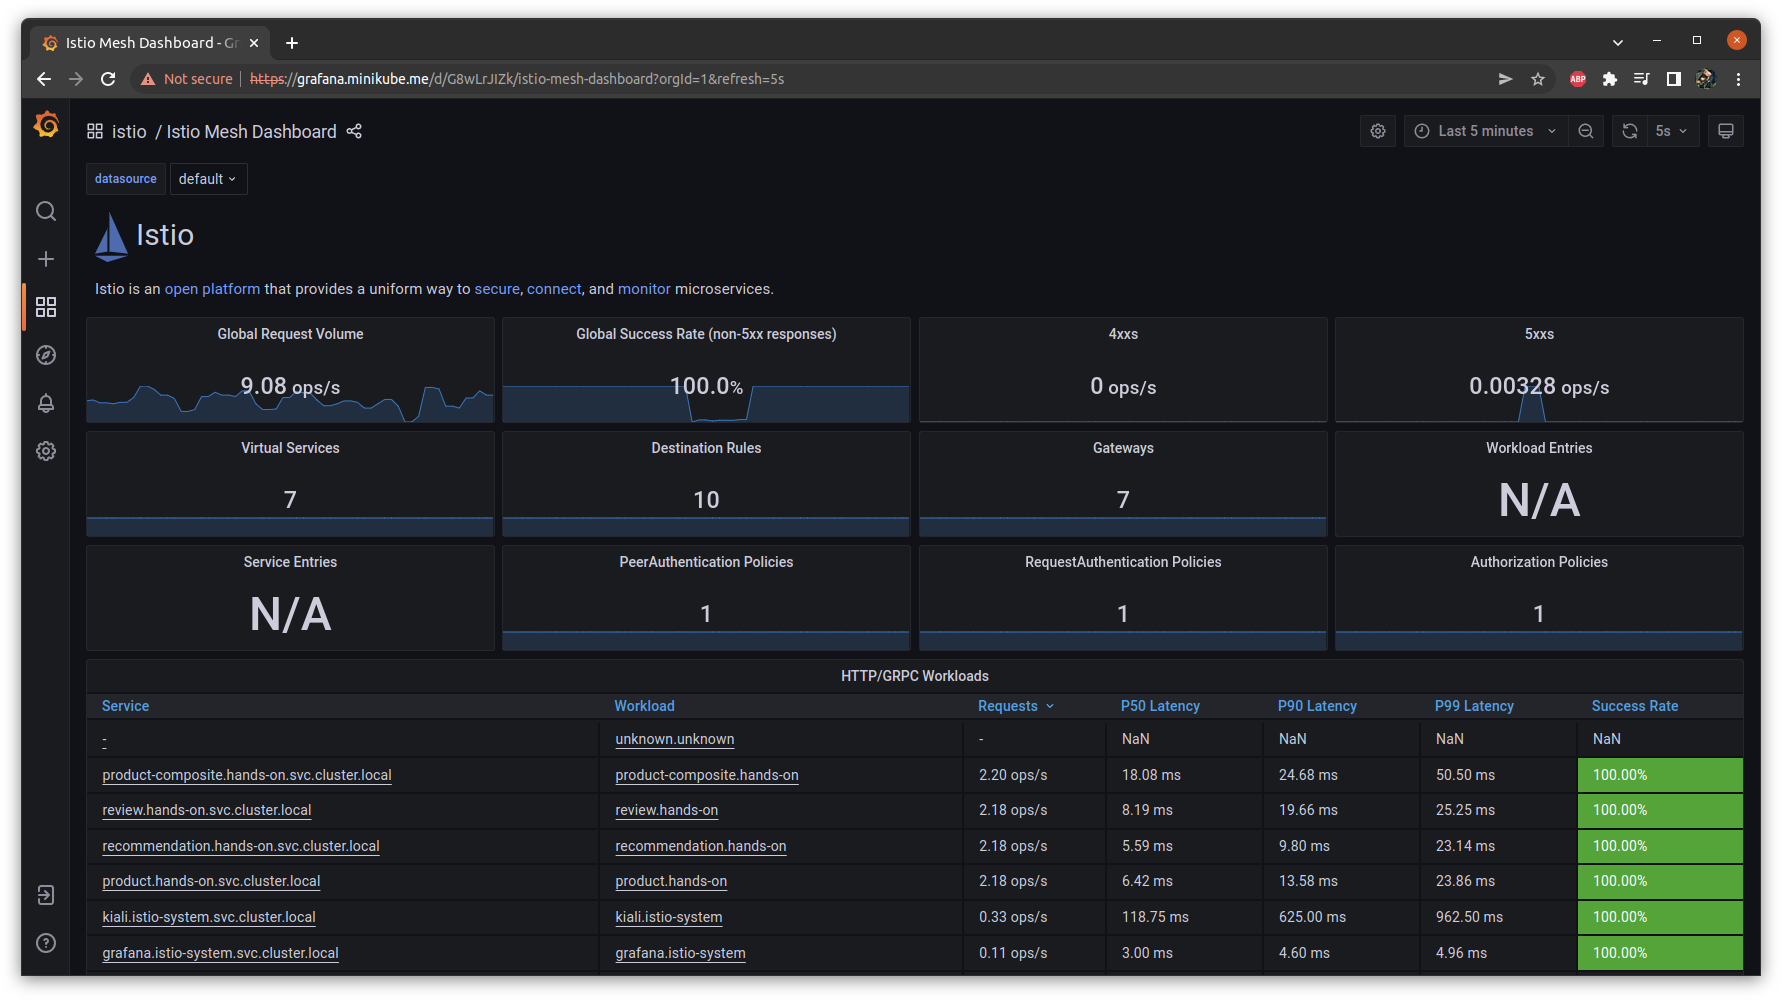 Istio Mesh Dashboard - Gr
Not secure | https://grafana.minikube.me/d/G8wLrJIZk/istio-mesh-dashboard?orgId=1&refresh=5s
ABP
istio / Istio Mesh Dashboard
Last 5 minutes
5s
datasource default
Istio
Istio is an open platform that provides a uniform way to secure, connect, and monitor microservices.
Global Request Volume
9.08 ops/s
Global Success Rate (non-5xx responses)
100.0%
4xxs
0 ops/s
5xxs
0.00328 ops/s
Virtual Services
7
Destination Rules
10
Gateways
7
Workload Entries
N/A
Service Entries
N/A
PeerAuthentication Policies
1
RequestAuthentication Policies
1
Authorization Policies
1
HTTP/GRPC Workloads
Service Workload Requests P50 Latency P90 Latency P99 Latency Success Rate
- unknown.unknown - NaN NaN NaN NaN
product-composite.hands-on.svc.cluster.local product-composite.hands-on 2.20 ops/s 18.08 ms 24.68 ms 50.50 ms 100.00%
review.hands-on.svc.cluster.local review.hands-on 2.18 ops/s 8.19 ms 19.66 ms 25.25 ms 100.00%
recommendation.hands-on.svc.cluster.local recommendation.hands-on 2.18 ops/s 5.59 ms 9.80 ms 23.14 ms 100.00%
product.hands-on.svc.cluster.local product.hands-on 2.18 ops/s 6.42 ms 13.58 ms 23.86 ms 100.00%
kiali.istio-system.svc.cluster.local kiali.istio-system 0.33 ops/s 118.75 ms 625.00 ms 962.50 ms 100.00%
grafana.istio-system.svc.cluster.local grafana.istio-system 0.11 ops/s 3.00 ms 4.60 ms 4.96 ms 100.00%